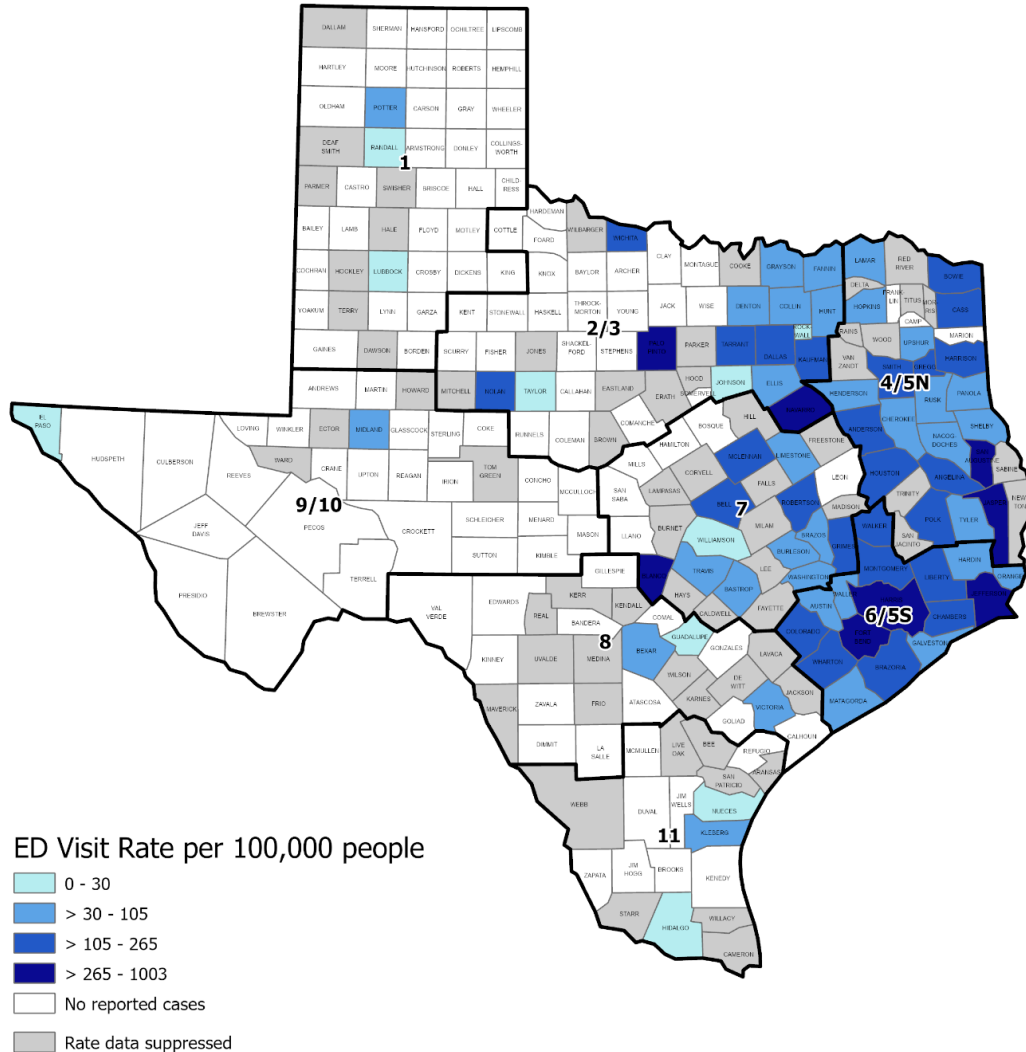 DALLAM
SHERMAN
HANSFORD
OCHILTREE
LIPSCOMB
HARTLEY
MOORE
HUTCHINSON
ROBERTS
HEMPHILL
OLDHAM
POTTER
CARSON
GRAY
WHEELER
DEAF
SMITH
RANDALL
ARMSTRONG
DONLEY
COLLINGS-
WORTH
1
PARMER
CASTRO
SWISHER
BRISCOE
HALL
CHILD-
RESS
BAILEY
LAMB
HALE
FLOYD
MOTLEY
COTTLE
HARDEMAN
FOARD
WILBARGER
WICHITA
CLAY
MONTAGUE
COOKE
GRAYSON
FANNIN
LAMAR
RED
RIVER
BOWIE
COCHRAN
HOCKLEY
LUBBOCK
CROSBY
DICKENS
KING
KNOX
BAYLOR
ARCHER
JACK
WISE
DENTON
COLLIN
HUNT
DELTA
HOPKINS
FRANK-
LIN
TITUS
MOR-
RIS
CASS
CAMP
MARION
YOAKUM
TERRY
LYNN
GARZA
KENT
STONEWALL
HASKELL
THROCK-
MORTON
YOUNG
2/3
PARKER
TARRANT
DALLAS
KAUFMAN
RAINS
WOOD
UPSHUR
VAN
ZANDT
SMITH
GREGG
HARRISON
4/5N
GAINES
DAWSON
BORDEN
SCURRY
FISHER
JONES
SHACKEL-
FORD
STEPHENS
HOOD
SOMERVELL
JOHNSON
ELLIS
HENDERSON
RUSK
PANOLA
ANDREWS
MARTIN
HOWARD
MITCHELL
NOLAN
TAYLOR
CALLAHAN
EASTLAND
ERATH
BOSQUE
HILL
NAVARRO
ANDERSON
CHEROKEE
NACOG-
DOCHES
SHELBY
EL
PASO
HUDSPETH
CULBERSON
REEVES
LOVING
WINKLER
ECTOR
MIDLAND
GLASSCOCK
STERLING
COKE
RUNNELS
COLEMAN
BROWN
COMANCHE
HAMILTON
MCLENNAN
LIMESTONE
FREESTONE
LEON
HOUSTON
ANGELINA
SABINE
WARD
CRANE
UPTON
REAGAN
IRION
TOM
GREEN
CONCHO
MCCULLOCH
MILLS
SAN
SABA
LAMPASAS
CORYELL
BELL
FALLS
7
ROBERTSON
MADISON
TRINITY
POLK
TYLER
JASPER
NEW
TON
9/10
PECOS
JEFF
DAVIS
PRESIDIO
BREWSTER
TERRELL
CROCKETT
SCHLEICHER
MENARD
MASON
SUTTON
KIMBLE
LLANO
BURNET
WILLIAMSON
MILAM
BRAZOS
BURLESON
GRIMES
WALKER
SAN
JACINTO
LEE
WASHINGTON
MONTGOMERY
LIBERTY
HARDIN
ORANGE
JEFFERSON
VAL
VERDE
EDWARDS
GILLESPIE
BLANCO
TRAVIS
BASTROP
HAYS
CALDWELL
FAYETTE
AUSTIN
WALLER
HARRIS
6/5S
CHAMBERS
KERR
REAL
KENDALL
BANDERA
COMAL
GUADALUPE
GONZALES
LAVACA
COLORADO
FORT
BEND
GALVESTON
8
KINNEY
UVALDE
MEDINA
BEXAR
WILSON
DE
WITT
WHARTON
BRAZORIA
MATAGORDA
JACKSON
MAVERICK
ZAVALA
FRIO
ATASCOSA
KARNES
GOLIAD
VICTORIA
CALHOUN
DIMMIT
LA
SALLE
MCMULLEN
LIVE
OAK
BEE
REFUGIO
ARANSAS
SAN
PATRICIO
WEBB
DUVAL
JIM
WELLS
NUECES
KLEBERG
11
ZAPATA
JIM
HOGG
BROOKS
KENEDY
STARR
HIDALGO
WILLACY
CAMERON
ED Visit Rate per 100,000 people
0 - 30
> 30 - 105
> 105 - 265
> 265 - 1003
No reported cases
Rate data suppressed